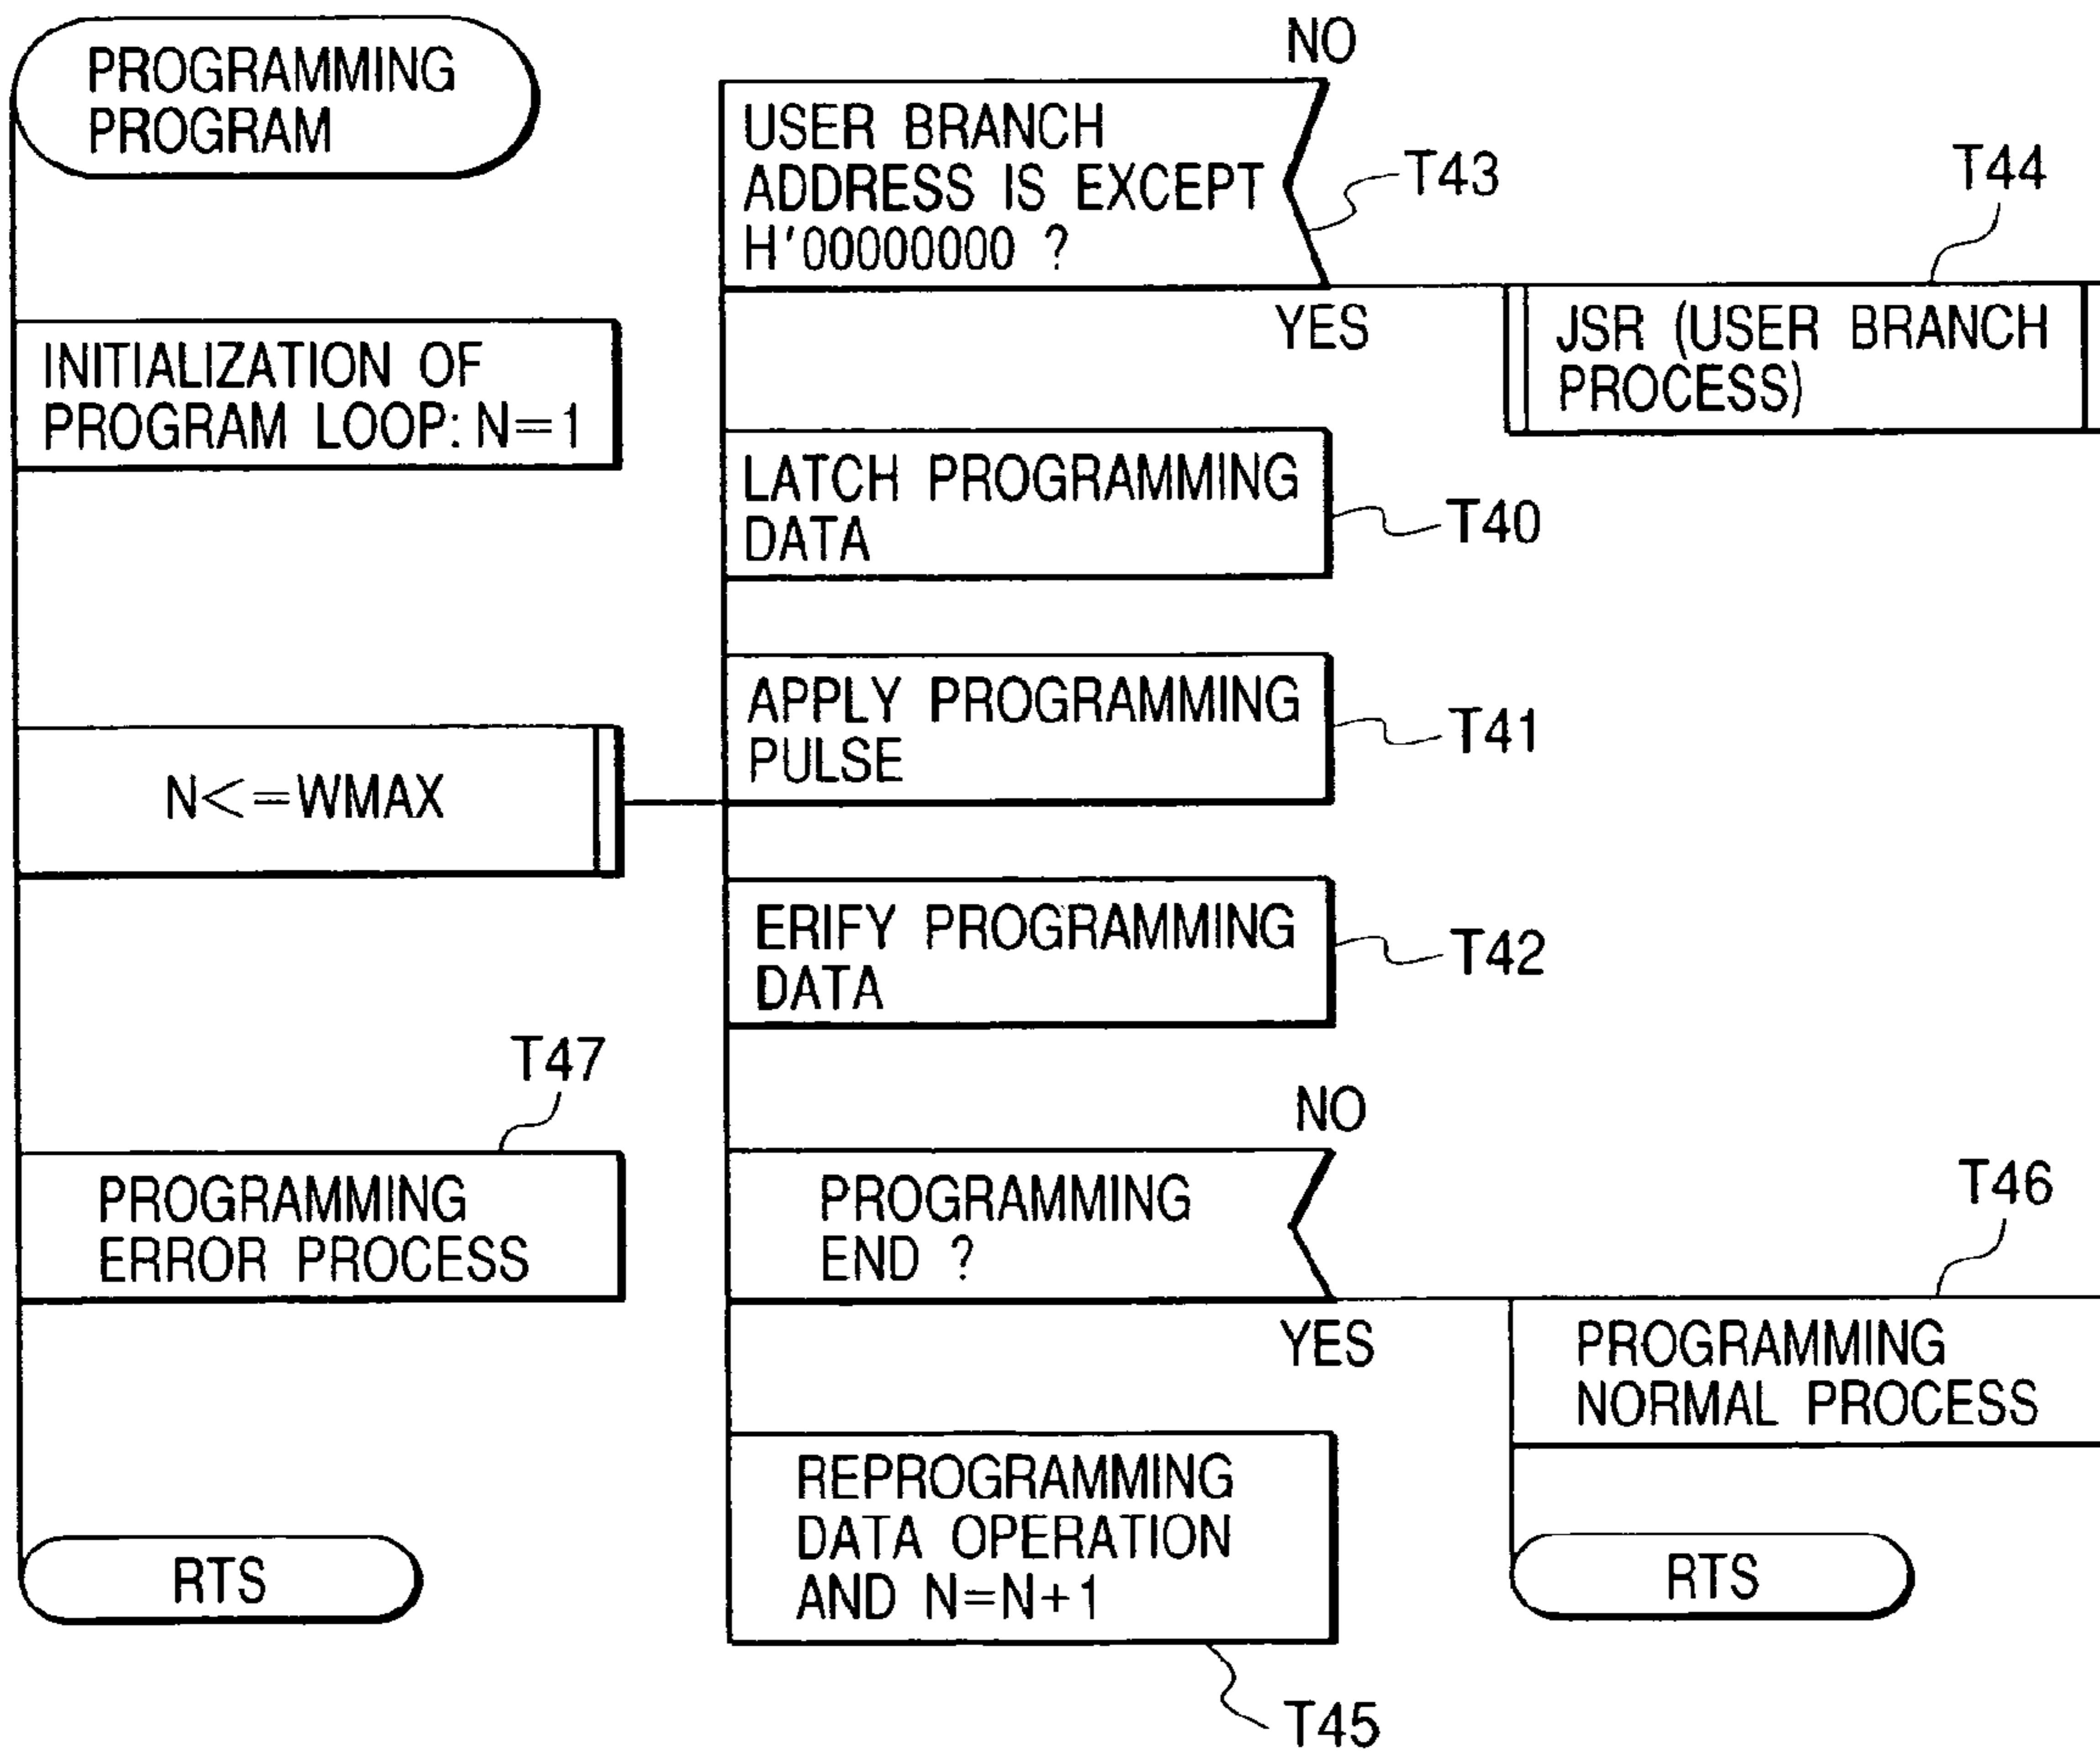 PROGRAMMING
PROGRAM
INITIALIZATION OF
PROGRAM LOOP: N=1
N<=WMAX
T47
PROGRAMMING
ERROR PROCESS
RTS
NO
USER BRANCH
ADDRESS IS EXCEPT
H'00000000 ?
T43
YES
T44
JSR (USER BRANCH
PROCESS)
LATCH PROGRAMMING
DATA
T40
APPLY PROGRAMMING
PULSE
T41
ERIFY PROGRAMMING
DATA
T42
NO
PROGRAMMING
END ?
YES
T46
PROGRAMMING
NORMAL PROCESS
RTS
REPROGRAMMING
DATA OPERATION
AND N=N+1
T45